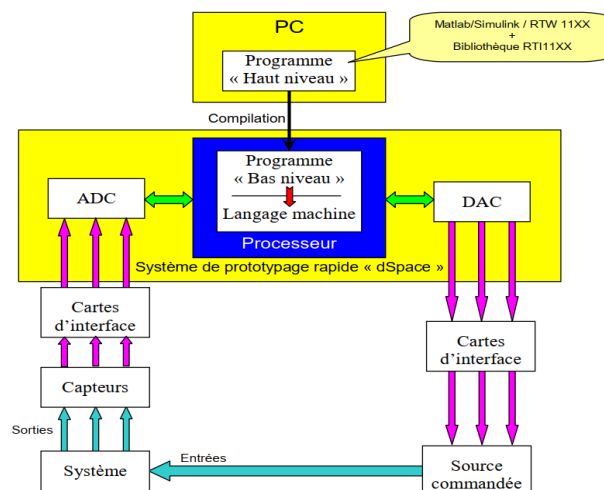 PC
Matlab/Simulink / RTW 11XX
+
Bibliothèque RTI11XX
Programme
« Haut niveau »
Compilation
Programme
« Bas niveau »
Langage machine
Processeur
ADC
DAC
Système de prototypage rapide « dSpace »
Cartes
d'interface
Cartes
d'interface
Capteurs
Sorties
Système
Entrées
Source
commandée